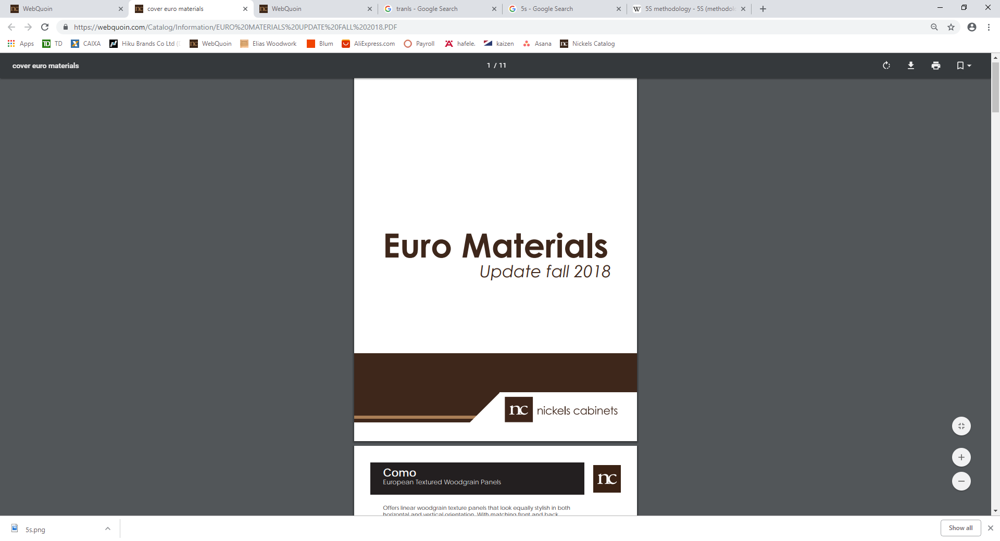 WebQuoin
cover euro materials
WebQuoin
tranls - Google Search
5s - Google Search
5S methodology - 5S (methodolo
https://webquoin.com/Catalog/Information/EURO%20MATERIALS%20UPDATE%20FALL%202018.PDF
Apps
TD
CAIXA
Hiku Brands Co Ltd (
WebQuoin
Elias Woodwork
Blum
AliExpress.com
Payroll
hafele.
kaizen
Asana
Nickels Catalog
cover euro materials
1 / 11
Euro Materials
Update fall 2018
nc nickels cabinets
Como
European Textured Woodgrain Panels
nc
Offers linear woodgrain texture panels that look equally stylish in both
horizontal and vertical orientation. With matching front and back
5s.png
Show all